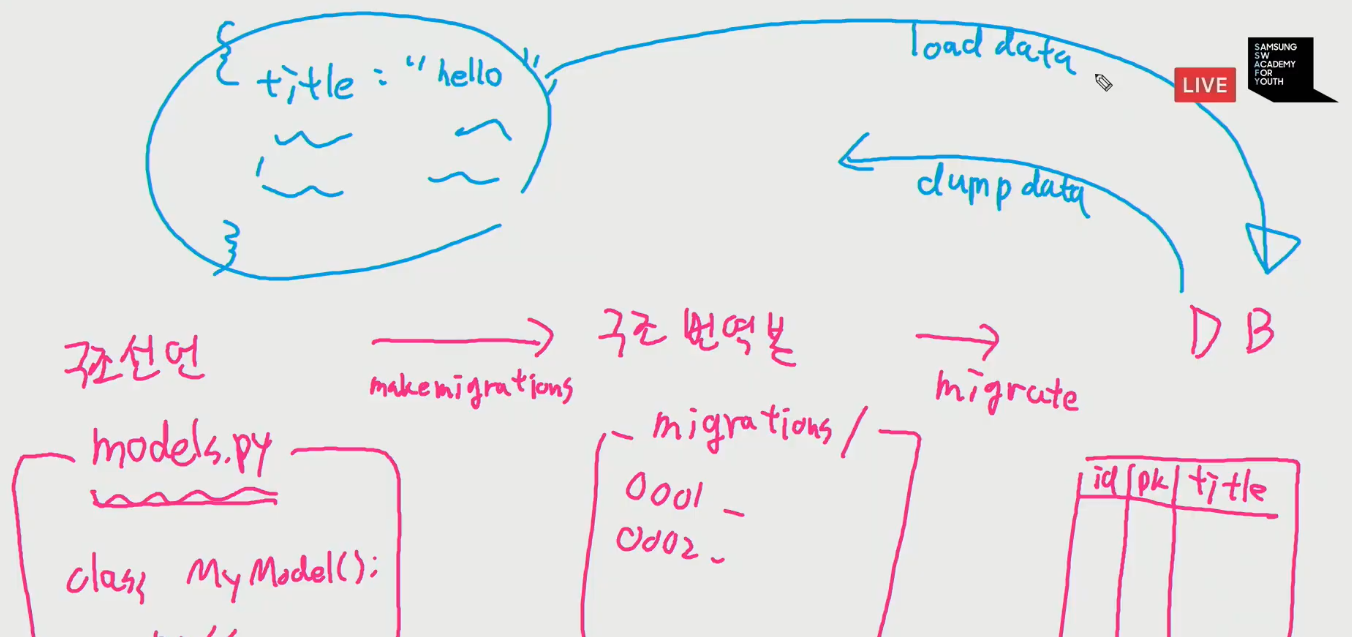 {
title : "hello"
}
load data
dump data
LIVE
SAMSUNG
SW
ACADEMY
FOR
YOUTH
구조선언
makemigrations
구조 번역본
migrate
D B
models.py
class MyModel():
migrations/
0001_
0002_
id pk title